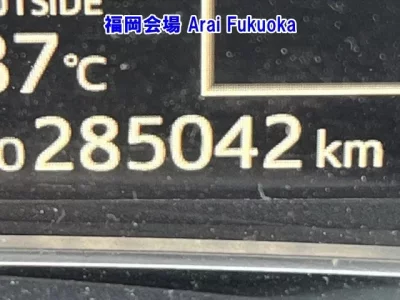 OUTSIDE
福岡会場 Arai Fukuoka
37℃
O 285042 km